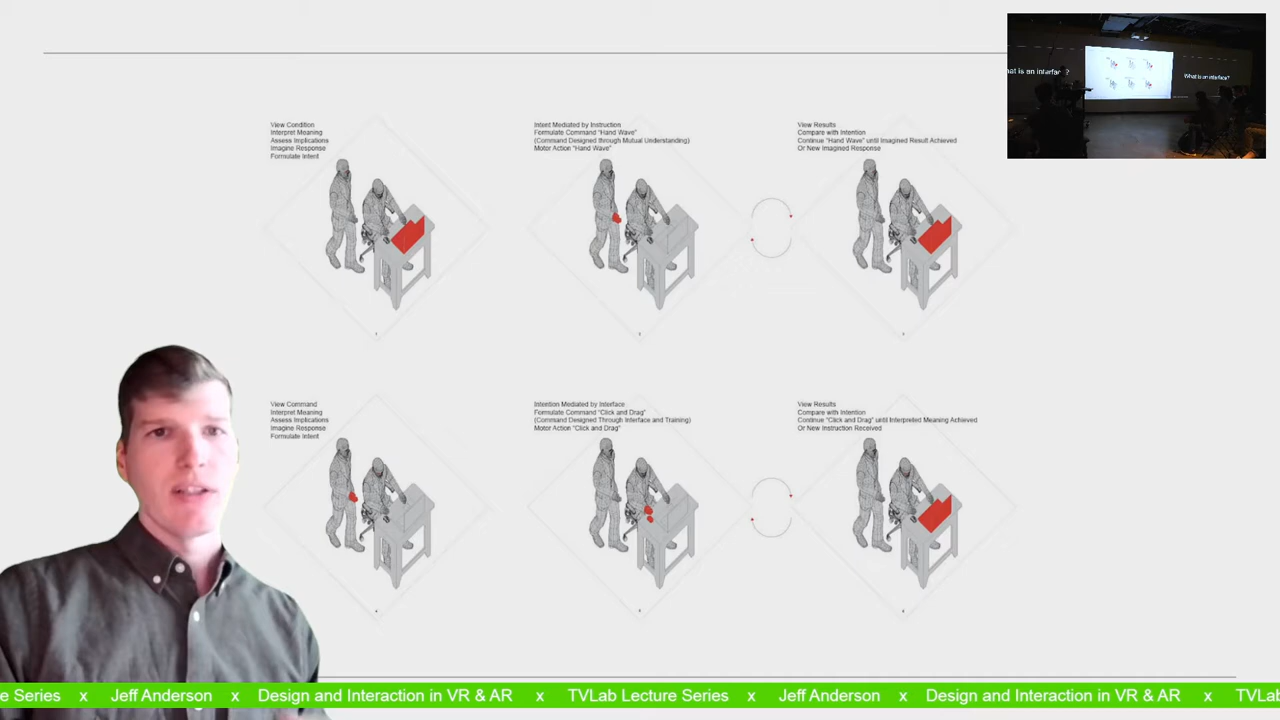 at is an interfac ?
What is an interface?
View Condition
Interpret Meaning
Assess Implications
Imagine Response
Formulate Intent
Intent Mediated by Instruction
Formulate Command "Hand Wave"
(Command Designed through Mutual Understanding)
Motor Action "Hand Wave"
View Results
Compare with Intention
Continue "Hand Wave" until Imagined Result Achieved
Or New Imagined Response
View Command
Interpret Meaning
Assess Implications
Imagine Response
Formulate Intent
Intention Mediated by Interface
Formulate Command "Click and Drag"
(Command Designed Through Interface and Training)
Motor Action "Click and Drag"
View Results
Compare with Intention
Continue "Click and Drag" until Interpreted Meaning Achieved
Or New Instruction Received
e Series x Jeff Anderson x Design and Interaction in VR & AR x TVLab Lecture Series x Jeff Anderson x Design and Interaction in VR & AR x TVLab